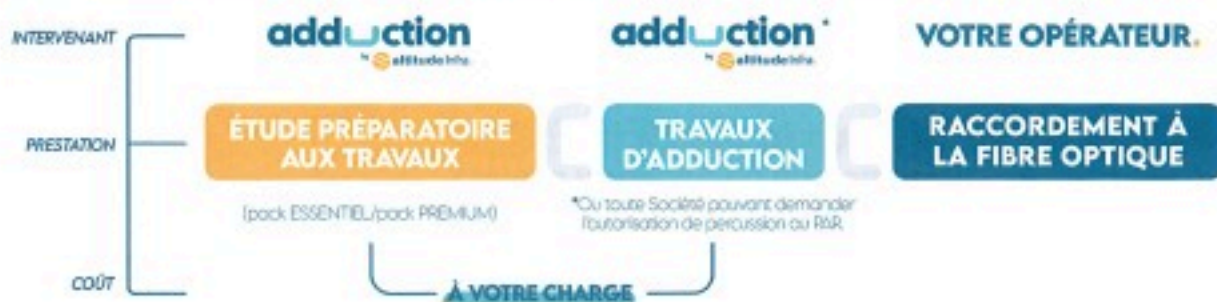 INTERVENANT
adduction
by altitude infra.
adduction *
by altitude infra.
VOTRE OPÉRATEUR.
PRESTATION
ÉTUDE PRÉPARATOIRE
AUX TRAVAUX
TRAVAUX
D'ADDUCTION
RACCORDEMENT À
LA FIBRE OPTIQUE
(pack ESSENTIEL/pack PREMIUM)
*Ou toute Société pouvant demander
l'autorisation de percussion au PAR.
COÛT
À VOTRE CHARGE